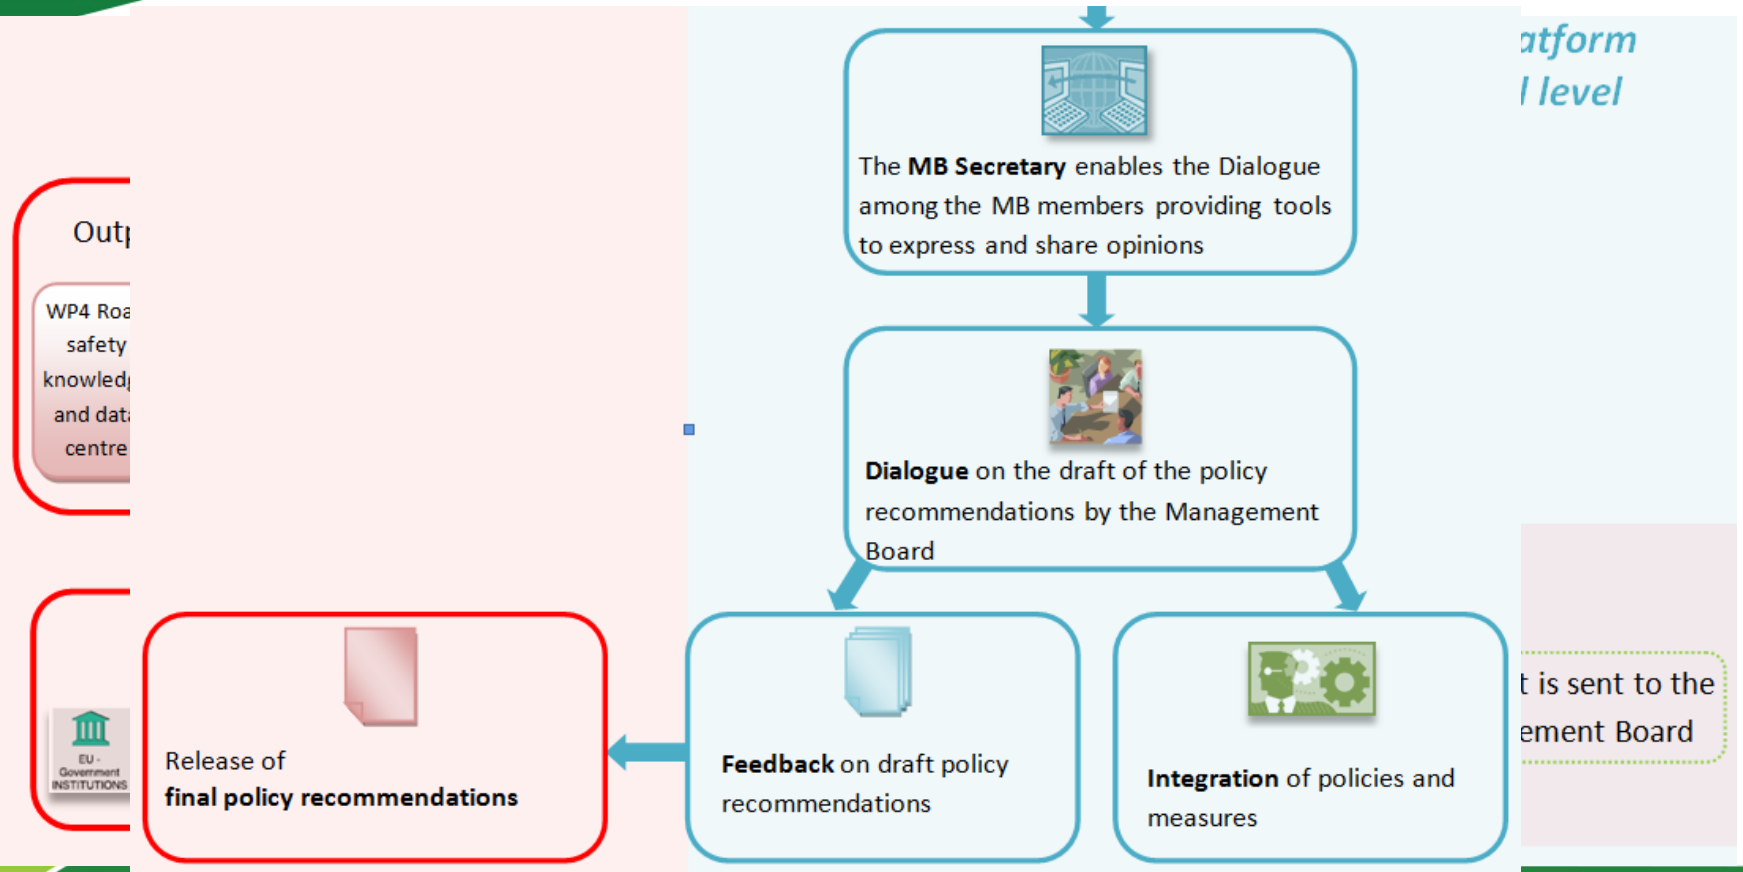 atform
level
Outp
WP4 Roa
safety
knowledg
and data
centre
The MB Secretary enables the Dialogue
among the MB members providing tools
to express and share opinions
Dialogue on the draft of the policy
recommendations by the Management
Board
EU -
Government
INSTITUTIONS
Release of
final policy recommendations
Feedback on draft policy
recommendations
Integration of policies and
measures
t is sent to the
ement Board